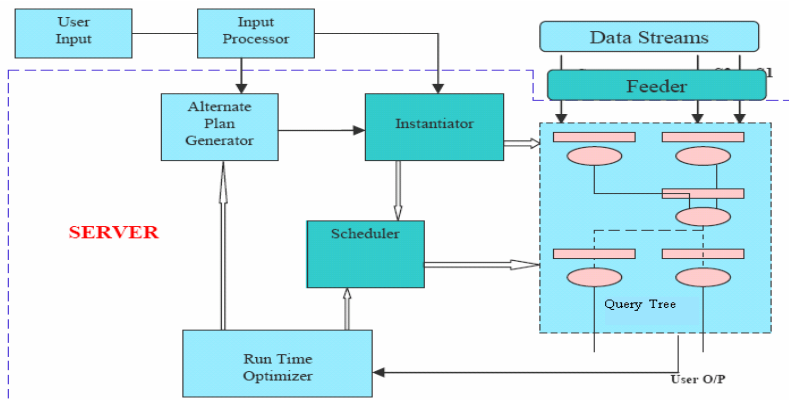 User
Input
Input
Processor
Data Streams
Feeder
Alternate
Plan
Generator
Instantiator
SERVER
Scheduler
Query Tree
Run Time
Optimizer
User O/P